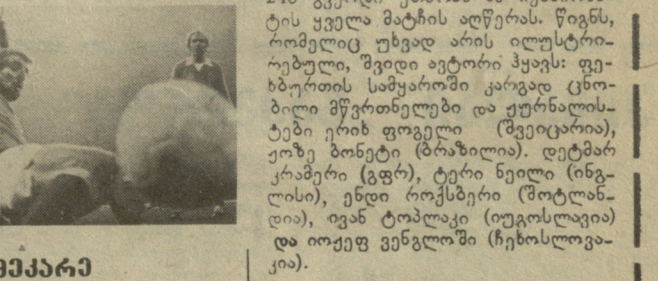 ტის ყველა მატჩის აღწერას. წიგნს,
რომელიც უხვად არის ილუსტრი-
რებული, შვიდი ავტორი ჰყავს: ფე-
ხბურთის სამყაროში კარგად ცნო-
ბილი მწვრთნელები და ჟურნალის-
ტები ერიხ ფოგელი (შვეიცარია),
ჟოზე ბონეტი (ბრაზილია). დეტმარ
კრამერი (გფრ), ტერი ნეილი (ინგ-
ლისი), ენდი როქსბერი (შოტლან-
დია), ივან ტოპლაკი (იუგოსლავია)
და იოჟეფ ვენგლოში (ჩეხოსლოვა-
კია).